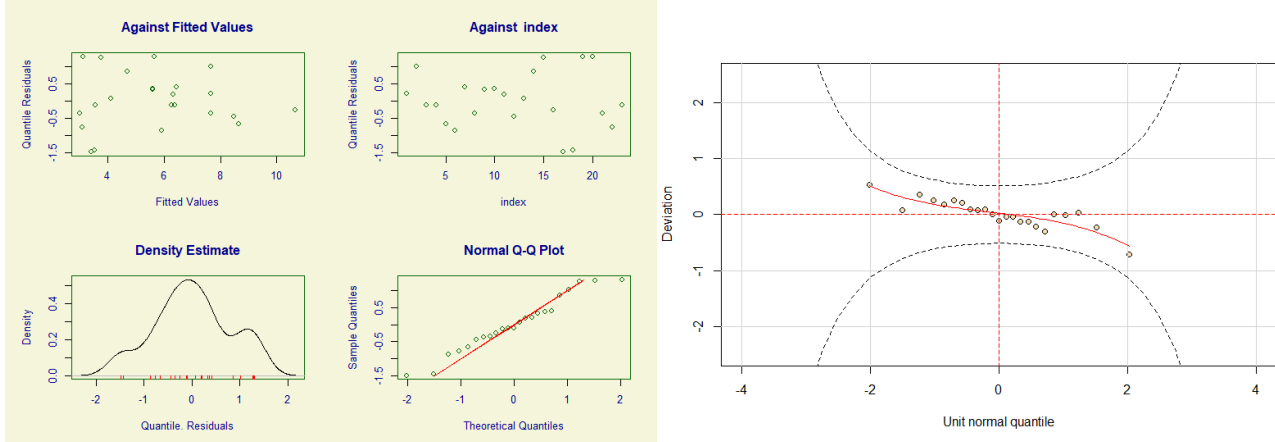 Against Fitted Values
Quantile Residuals
-1.5 -0.5 0.5
4 6 8 10
Fitted Values
Against index
Quantile Residuals
-1.5 -0.5 0.5
5 10 15 20
index
Density Estimate
Density
0.0 0.2 0.4
-2 -1 0 1 2
Quantile. Residuals
Normal Q-Q Plot
Sample Quantiles
-1.5 -0.5 0.5
-2 -1 0 1 2
Theoretical Quantiles
Deviation
-2 -1 0 1 2
-4 -2 0 2 4
Unit normal quantile